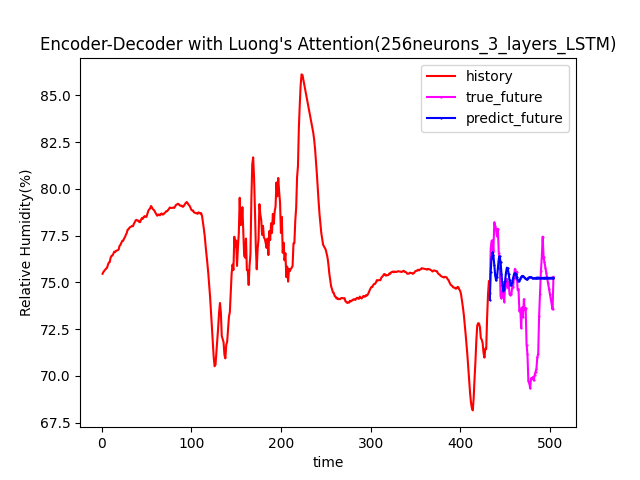 Encoder-Decoder with Luong's Attention(256neurons_3_layers_LSTM)
history
true_future
predict_future
Relative Humidity(%)
85.0
82.5
80.0
77.5
75.0
72.5
70.0
67.5
0 100 200 300 400 500
time